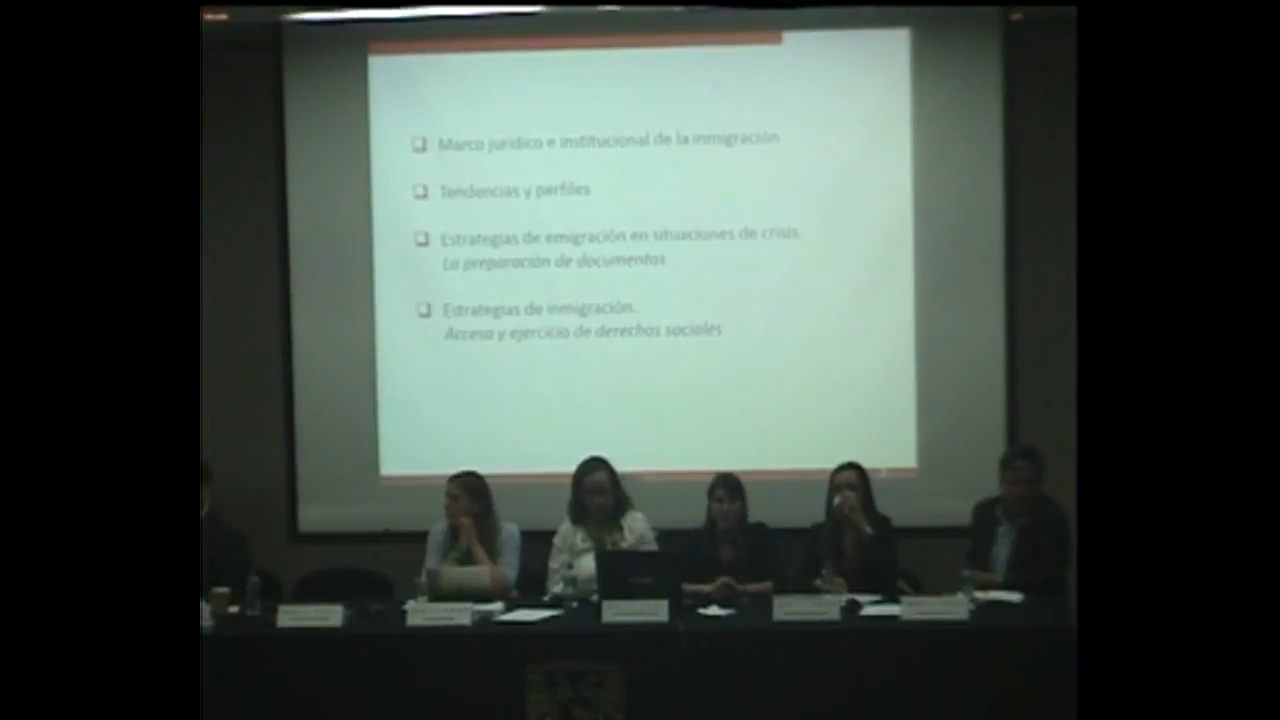 Marco jurídico e institucional de la inmigración
Tendencias y perfiles
Estrategias de emigración en situaciones de crisis.
La preparación de documentos
Estrategias de inmigración.
Acceso y ejercicio de derechos sociales